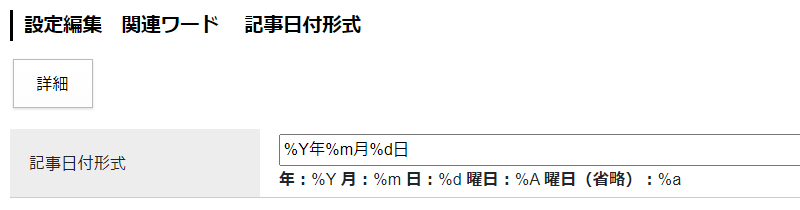 設定編集　関連ワード　記事日付形式
詳細
記事日付形式
%Y年%m月%d日
年：%Y 月：%m 日：%d 曜日：%A 曜日（省略）：%a